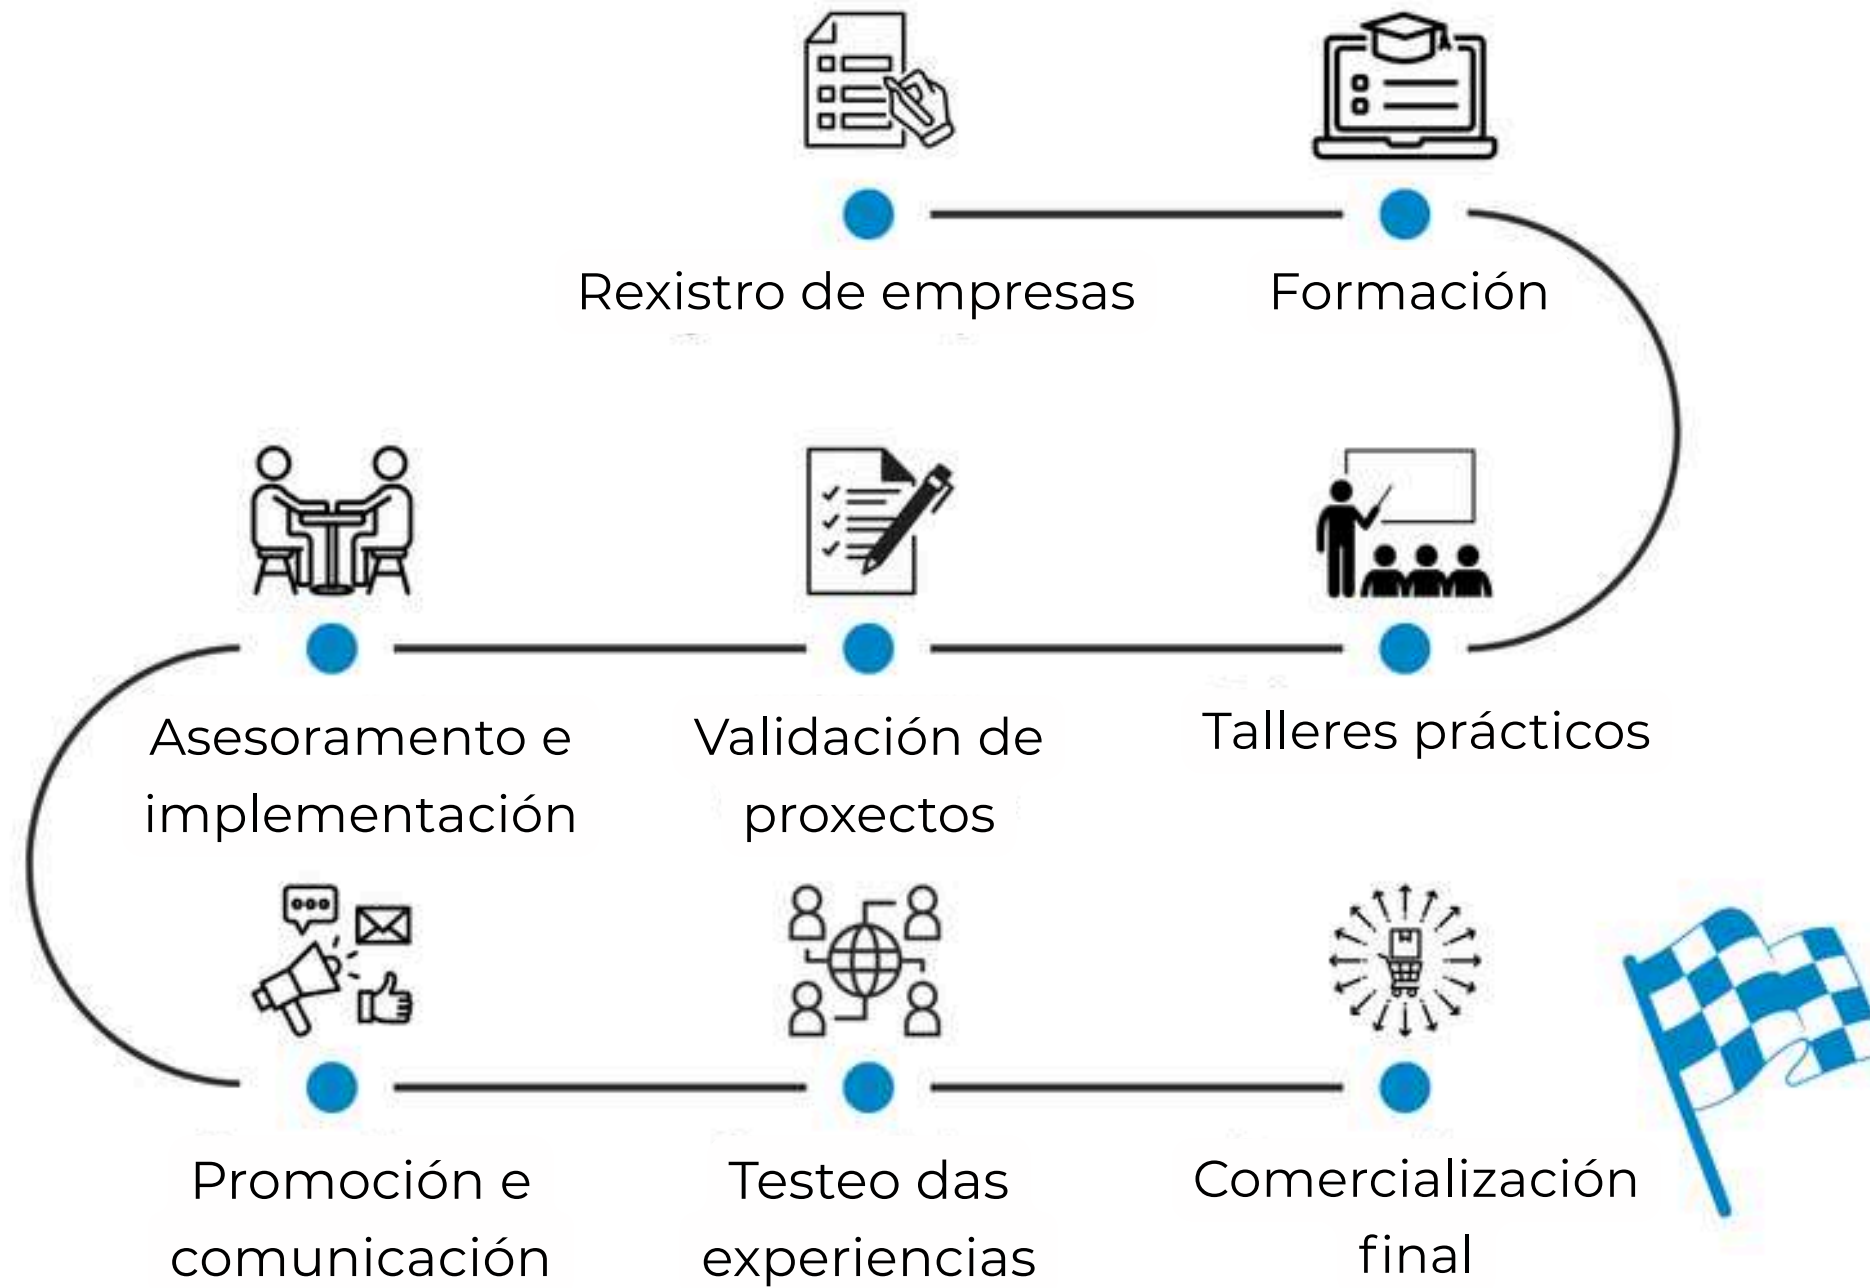 Rexistro de empresas
Formación
Talleres prácticos
Validación de
proxectos
Asesoramento e
implementación
Promoción e
comunicación
Testeo das
experiencias
Comercialización
final